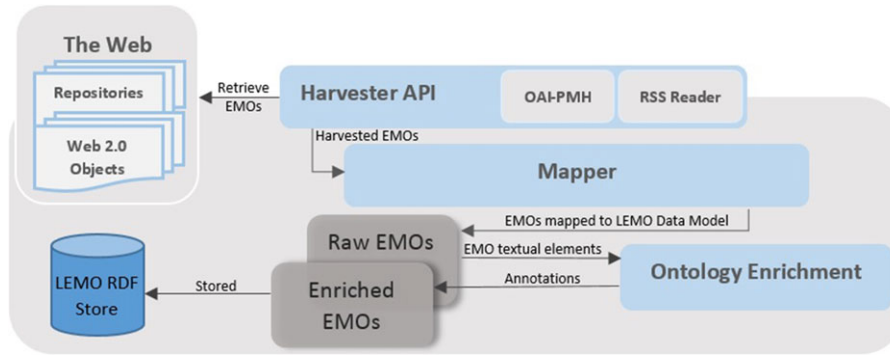 The Web
Repositories
Web 2.0
Objects
Retrieve
EMOs
Harvester API
OAI-PMH
RSS Reader
Harvested EMOs
Mapper
EMOs mapped to LEMO Data Model
Raw EMOs
EMO textual elements
Ontology Enrichment
Annotations
Enriched
EMOs
Stored
LEMO RDF
Store